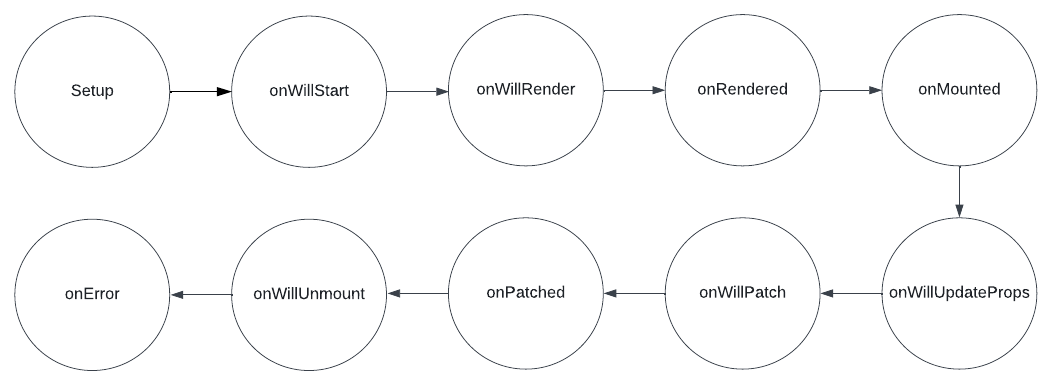 Setup
onWillStart
onWillRender
onRendered
onMounted
onError
onWillUnmount
onPatched
onWillPatch
onWillUpdateProps